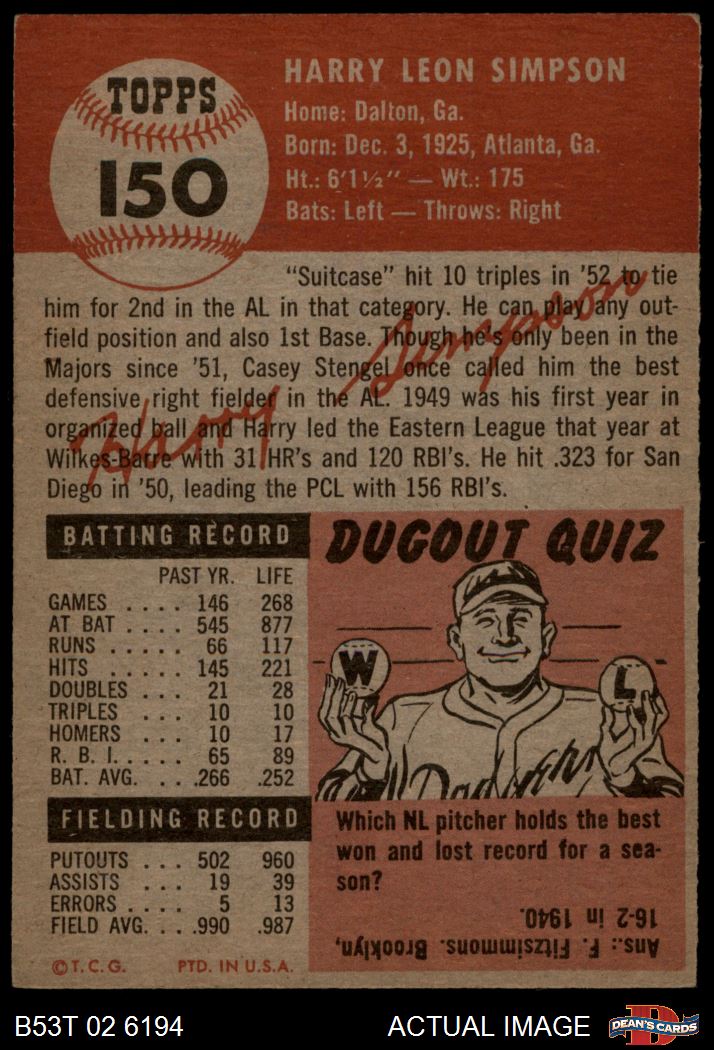 TOPPS
150
HARRY LEON SIMPSON
Home: Dalton, Ga.
Born: Dec. 3, 1925, Atlanta, Ga.
Ht.: 6'1½" — Wt.: 175
Bats: Left — Throws: Right
"Suitcase" hit 10 triples in '52 to tie
him for 2nd in the AL in that category. He can play any out-
field position and also 1st Base. Though he's only been in the
Majors since '51, Casey Stengel once called him the best
defensive right fielder in the AL. 1949 was his first year in
organized ball and Harry led the Eastern League that year at
Wilkes-Barre with 31 HR's and 120 RBI's. He hit .323 for San
Diego in '50, leading the PCL with 156 RBI's.
Harry Simpson
BATTING RECORD
PAST YR. LIFE
GAMES .... 146 268
AT BAT .... 545 877
RUNS ..... 66 117
HITS ..... 145 221
DOUBLES ... 21 28
TRIPLES ... 10 10
HOMERS ... 10 17
R. B. I. .... 65 89
BAT. AVG. ... .266 .252
FIELDING RECORD
PUTOUTS ... 502 960
ASSISTS ... 19 39
ERRORS .... 5 13
FIELD AVG. ... .990 .987
© T. C. G. PTD. IN U.S.A.
DUGOUT QUIZ
W
L
Dodgers
Which NL pitcher holds the best
won and lost record for a sea-
son?
Ans.: F. Fitzsimmons. Brooklyn,
16-2 in 1940.
B53T 02 6194
ACTUAL IMAGE
D
DEAN'S CARDS